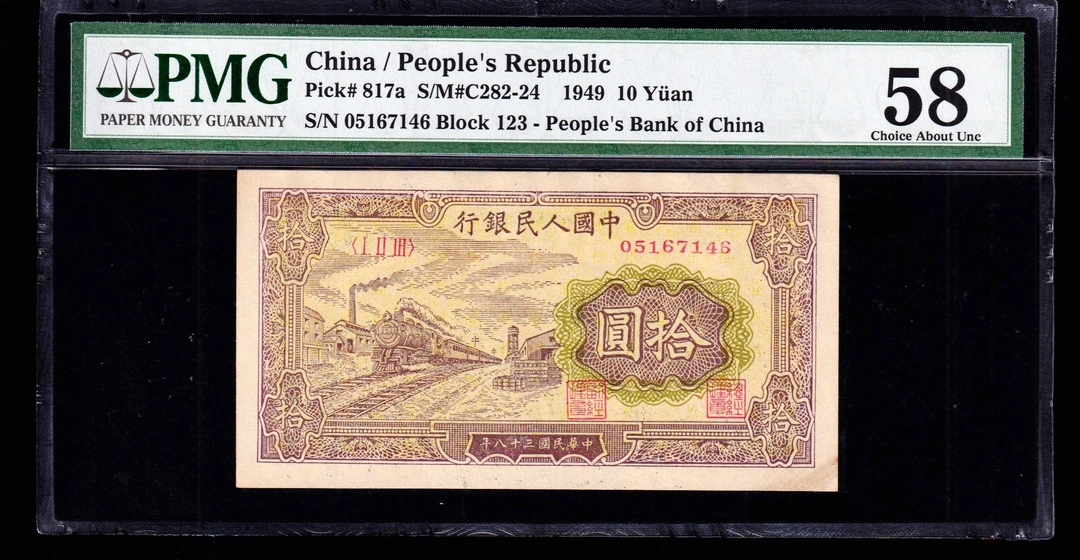 PMG
PAPER MONEY GUARANTY
China / People's Republic
Pick# 817a S/M#C282-24 1949 10 Yüan
S/N 05167146 Block 123 - People's Bank of China
58
Choice About Unc
行銀民人國中
〈I II III〉
05167146
拾
拾
圓拾
拾
拾
年八十三國民華中